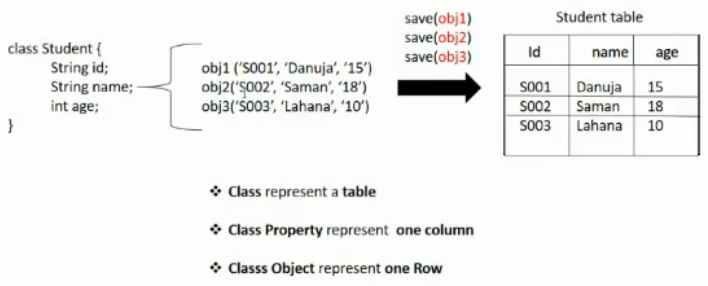 class Student {
String id;
String name;
int age;
}
obj1 ('S001', 'Danuja', '15')
obj2('S002', 'Saman', '18')
obj3('S003', 'Lahana', '10')
save(obj1)
save(obj2)
save(obj3)
Student table
Id name age
S001 Danuja 15
S002 Saman 18
S003 Lahana 10
❖ Class represent a table
❖ Class Property represent one column
❖ Classs Object represent one Row